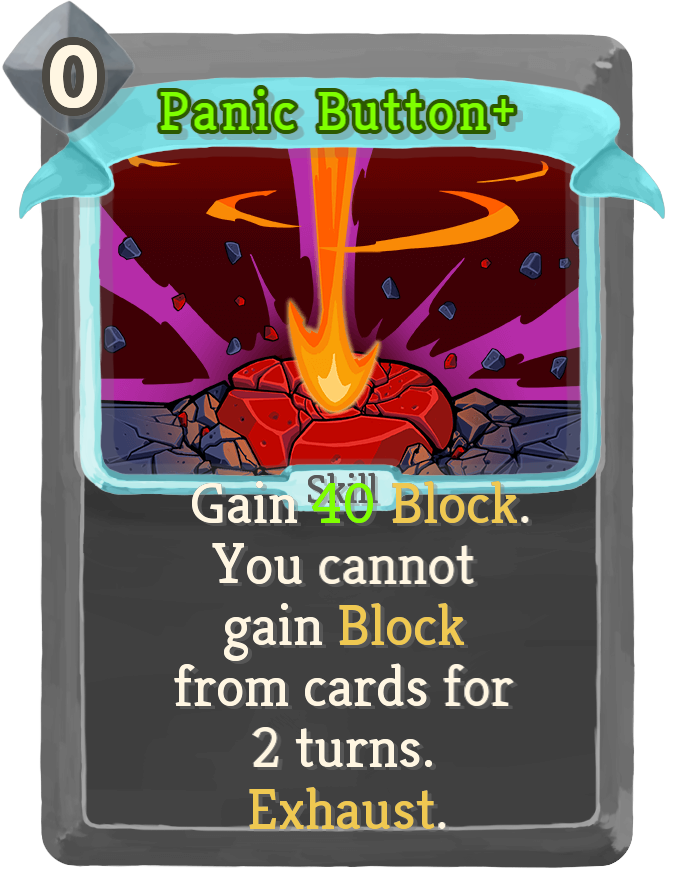 0
Panic Button+
Skill
Gain 40 Block.
You cannot
gain Block
from cards for
2 turns.
Exhaust.